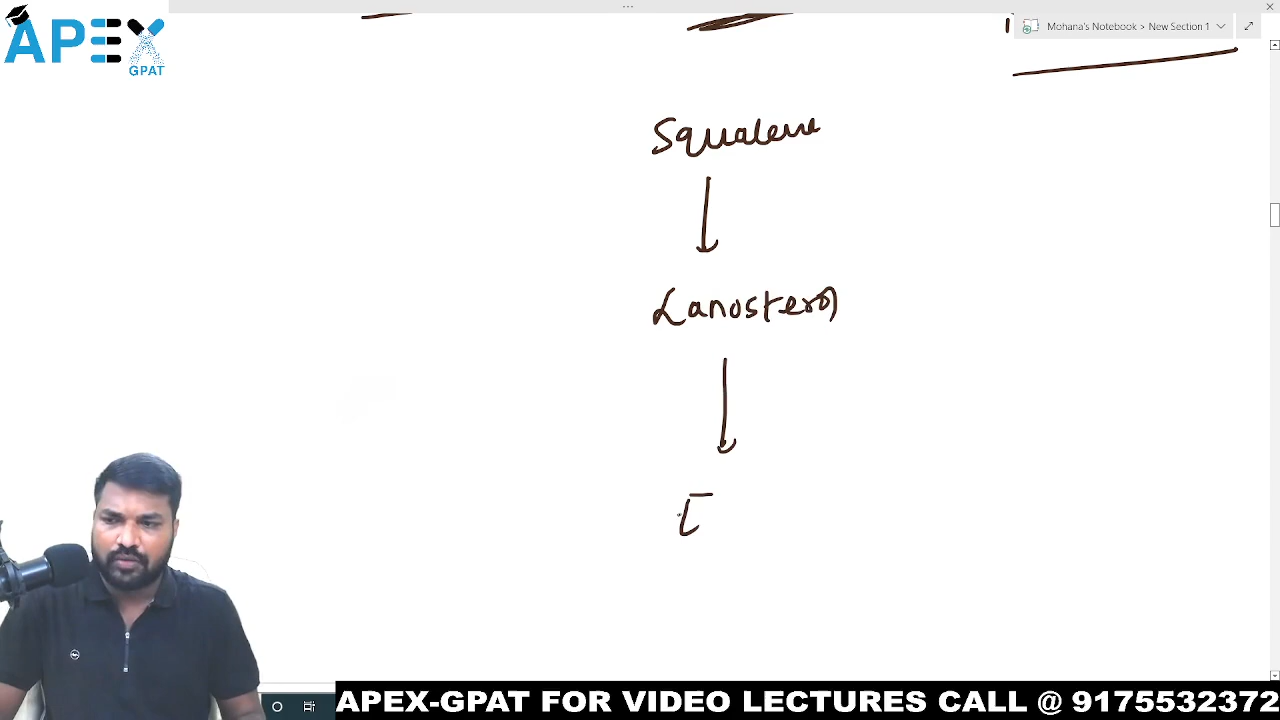 APEX
GPAT
Mohana's Notebook > New Section 1
Squalene
Lanosterol
E
APEX-GPAT FOR VIDEO LECTURES CALL @ 9175532372